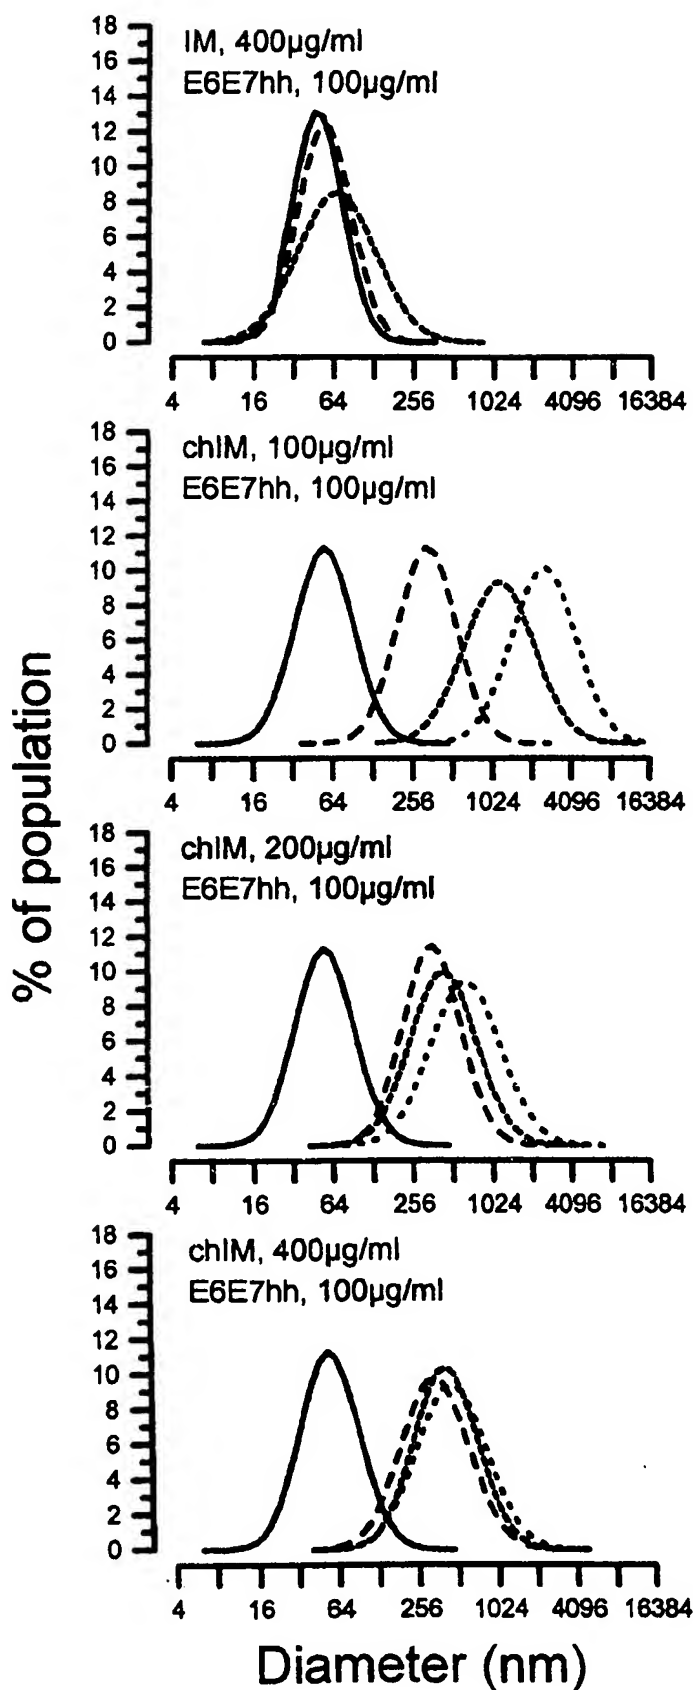 18
16
14
12
10
8
6
4
2
0
IM, 400µg/ml
E6E7hh, 100µg/ml
4 16 64 256 1024 4096 16384
18
16
14
12
10
8
6
4
2
0
chIM, 100µg/ml
E6E7hh, 100µg/ml
4 16 64 256 1024 4096 16384
% of population
18
16
14
12
10
8
6
4
2
0
chIM, 200µg/ml
E6E7hh, 100µg/ml
4 16 64 256 1024 4096 16384
18
16
14
12
10
8
6
4
2
0
chIM, 400µg/ml
E6E7hh, 100µg/ml
4 16 64 256 1024 4096 16384
Diameter (nm)